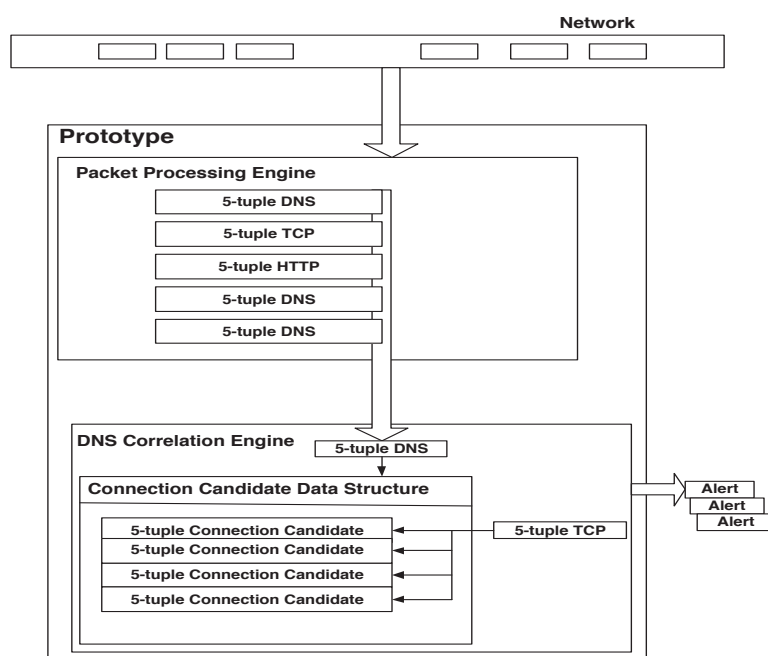 Network
Prototype
Packet Processing Engine
5-tuple DNS
5-tuple TCP
5-tuple HTTP
5-tuple DNS
5-tuple DNS
DNS Correlation Engine
5-tuple DNS
Connection Candidate Data Structure
5-tuple Connection Candidate
5-tuple Connection Candidate
5-tuple Connection Candidate
5-tuple Connection Candidate
5-tuple TCP
Alert
Alert
Alert